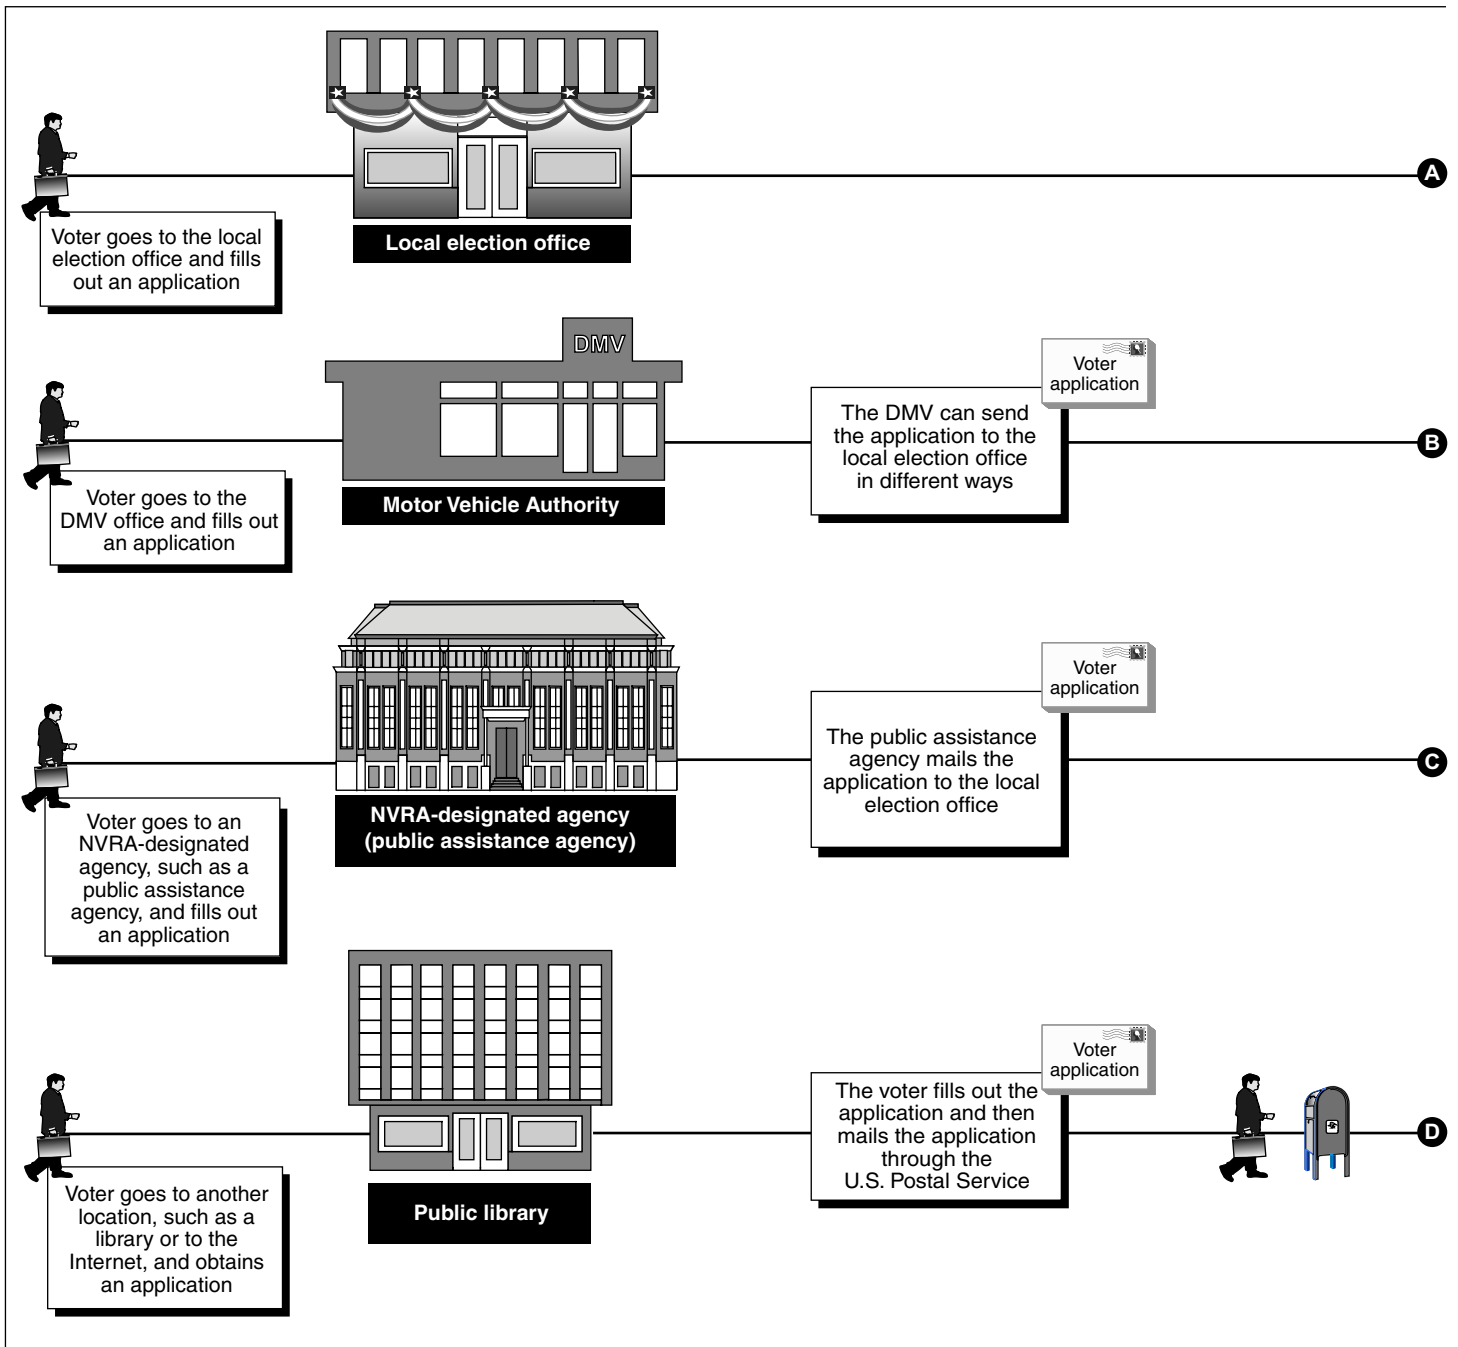 A
Local election office
Voter goes to the local
election office and fills
out an application
DMV
Voter
application
The DMV can send
the application to the
local election office
in different ways
B
Motor Vehicle Authority
Voter goes to the
DMV office and fills out
an application
Voter
application
The public assistance
agency mails the
application to the local
election office
C
NVRA-designated agency
(public assistance agency)
Voter goes to an
NVRA-designated
agency, such as a
public assistance
agency, and fills out
an application
Voter
application
The voter fills out the
application and then
mails the application
through the
U.S. Postal Service
D
Public library
Voter goes to another
location, such as a
library or to the
Internet, and obtains
an application